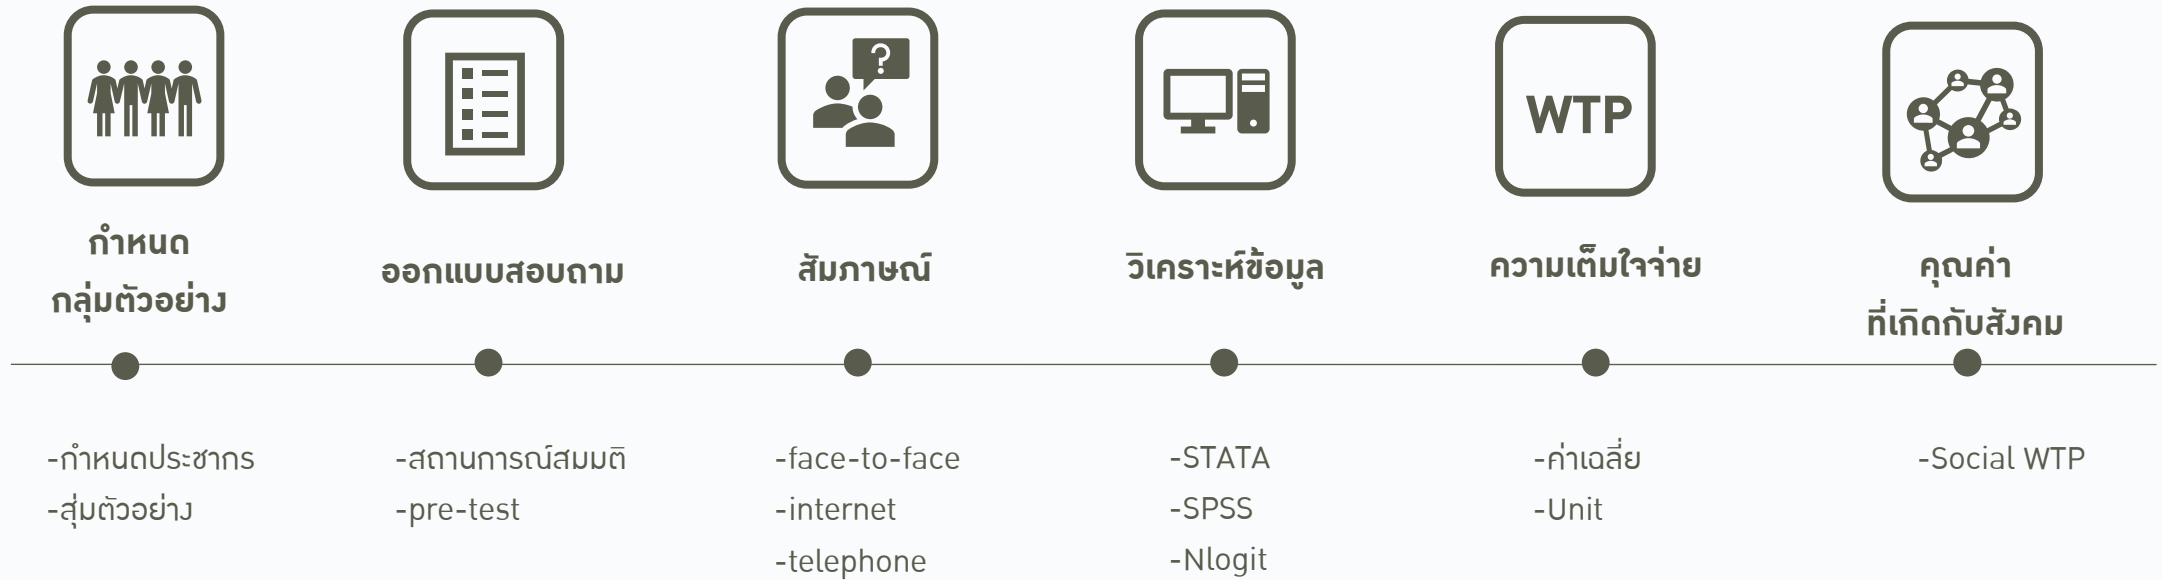 ?
WTP
กำหนด
กลุ่มตัวอย่าง
ออกแบบสอบถาม
สัมภาษณ์
วิเคราะห์ข้อมูล
ความเต็มใจจ่าย
คุณค่า
ที่เกิดกับสังคม
-กำหนดประชากร
-สุ่มตัวอย่าง
-สถานการณ์สมมติ
-pre-test
-face-to-face
-internet
-telephone
-STATA
-SPSS
-Nlogit
-ค่าเฉลี่ย
-Unit
-Social WTP